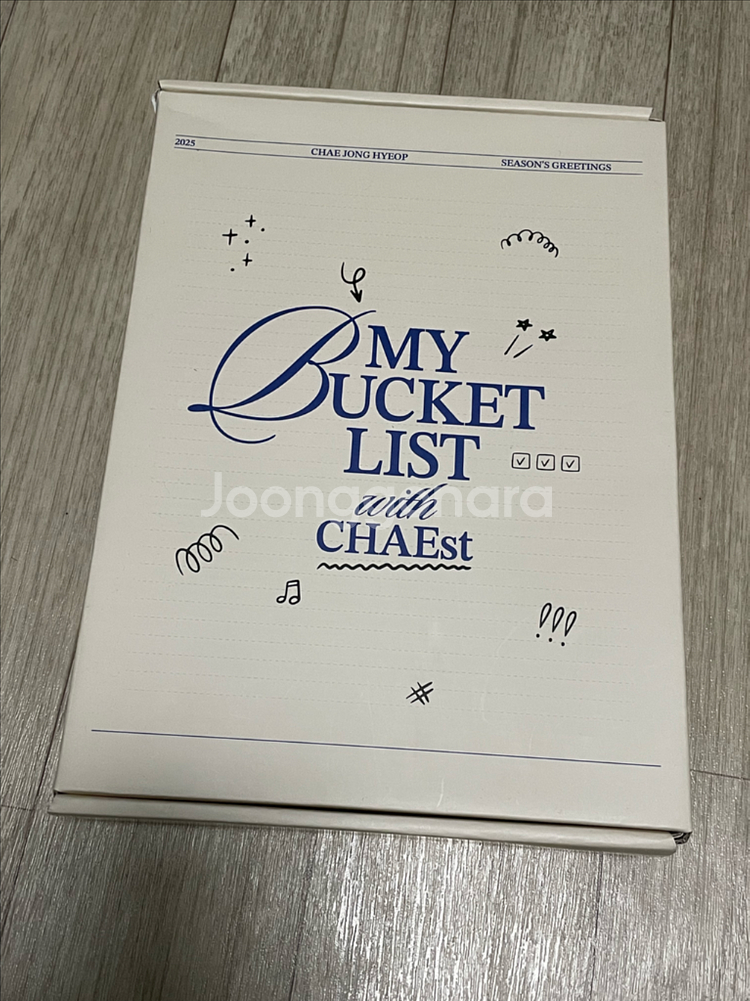 2025 CHAE JONG HYEOP SEASON'S GREETINGS
MY
BUCKET
LIST
with
CHAEst
Joonggonara